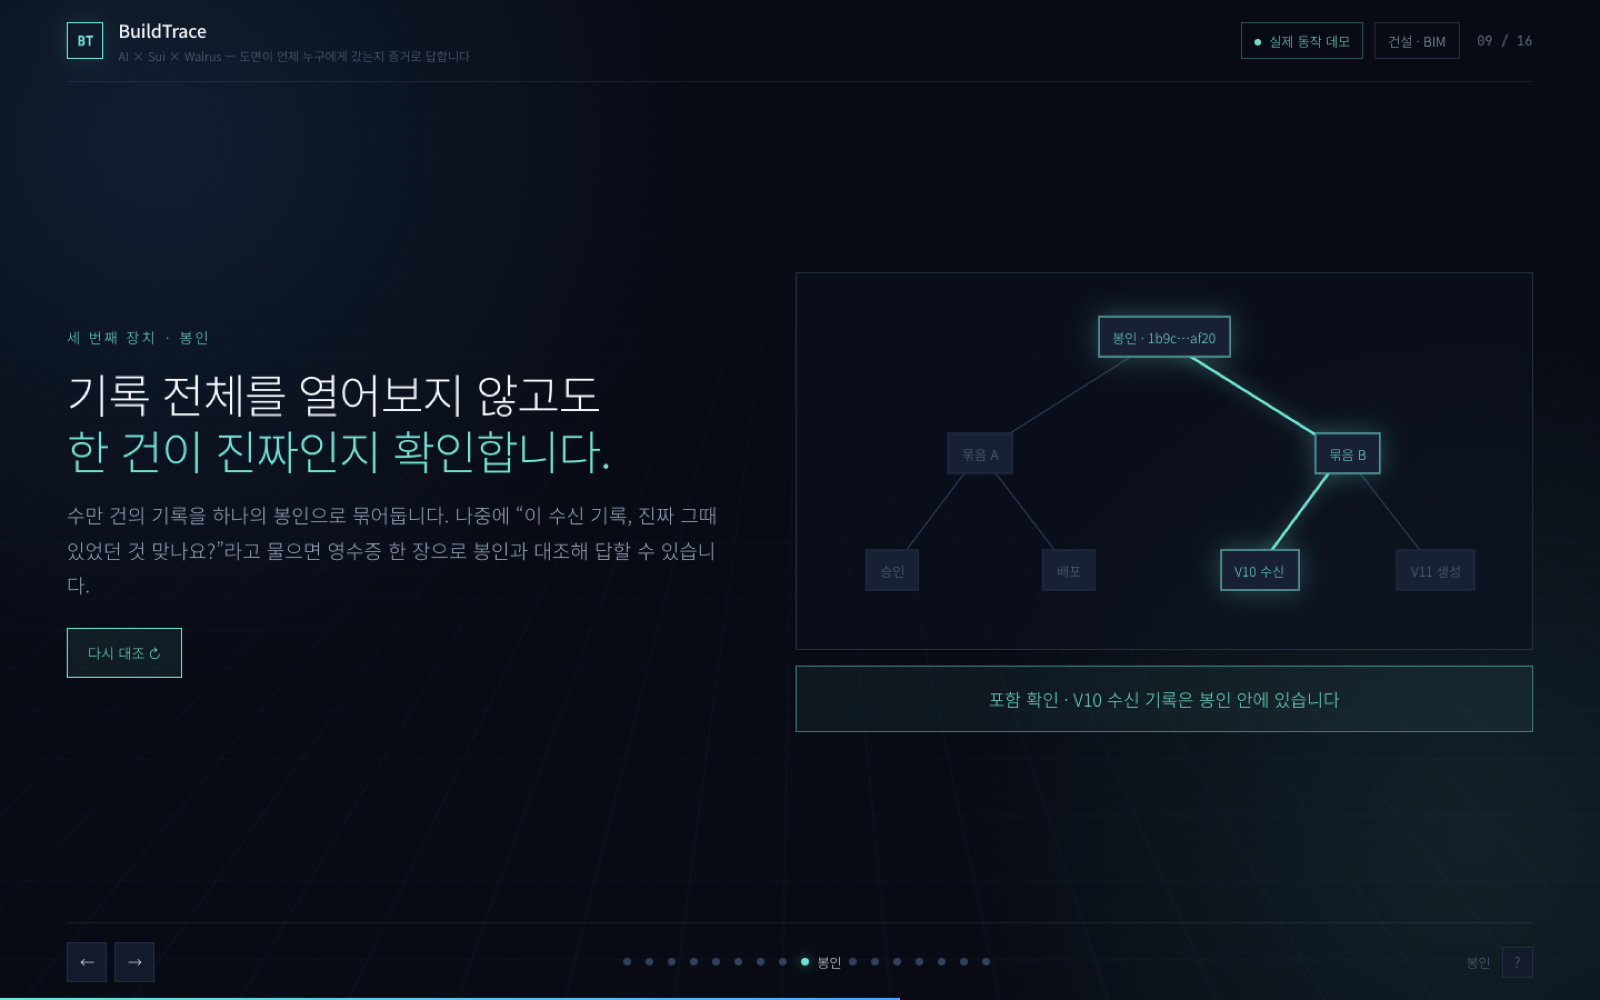 BT
BuildTrace
AI × Sui × Walrus — 도면이 언제 누구에게 갔는지 증거로 답합니다
실제 동작 데모
건설 · BIM
09 / 16
세 번째 장치 · 봉인
기록 전체를 열어보지 않고도
한 건이 진짜인지 확인합니다.
수만 건의 기록을 하나의 봉인으로 묶어둡니다. 나중에 “이 수신 기록, 진짜 그때
있었던 것 맞나요?”라고 물으면 영수증 한 장으로 봉인과 대조해 답할 수 있습니
다.
다시 대조 ↻
봉인 · 1b9c…af20
묶음 A
묶음 B
승인
배포
V10 수신
V11 생성
포함 확인 · V10 수신 기록은 봉인 안에 있습니다
← →
봉인
봉인
?